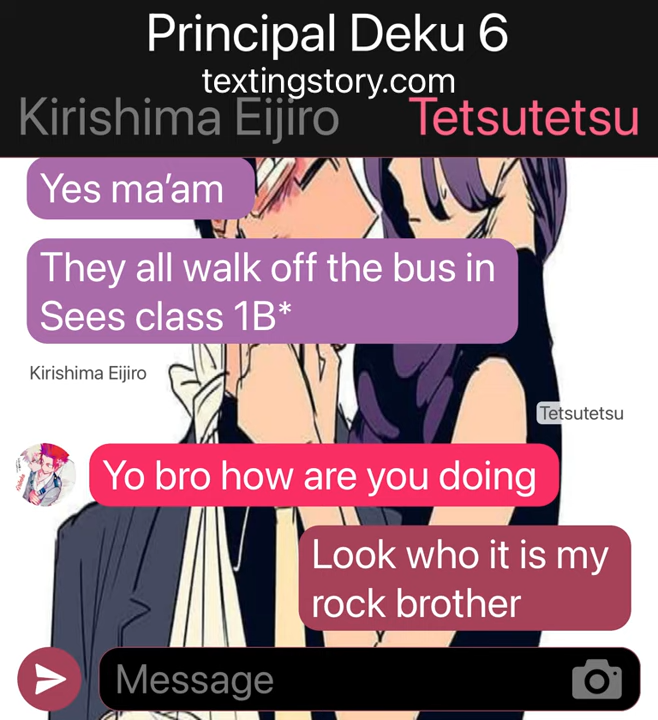 Principal Deku 6
textingstory.com
Kirishima Eijiro Tetsutetsu
Yes ma’am
They all walk off the bus in
Sees class 1B*
Kirishima Eijiro
Tetsutetsu
Yo bro how are you doing
Look who it is my
rock brother
Message